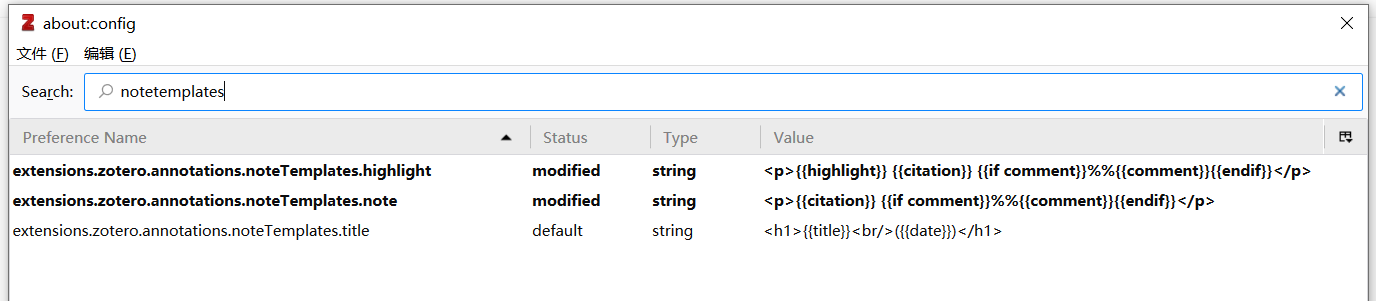 about:config
文件 (F) 编辑 (E)
Search: notetemplates
Preference Name Status Type Value
extensions.zotero.annotations.noteTemplates.highlight modified string <p>{{highlight}} {{citation}} {{if comment}}%%{{comment}}{{endif}}</p>
extensions.zotero.annotations.noteTemplates.note modified string <p>{{citation}} {{if comment}}%%{{comment}}{{endif}}</p>
extensions.zotero.annotations.noteTemplates.title default string <h1>{{title}}<br/>({{date}})</h1>